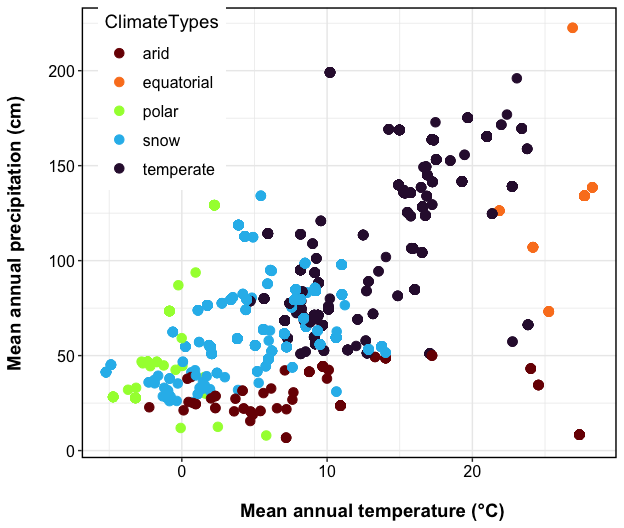 ClimateTypes
arid
equatorial
polar
snow
temperate
Mean annual precipitation (cm)
200
150
100
50
0
0 10 20
Mean annual temperature (°C)